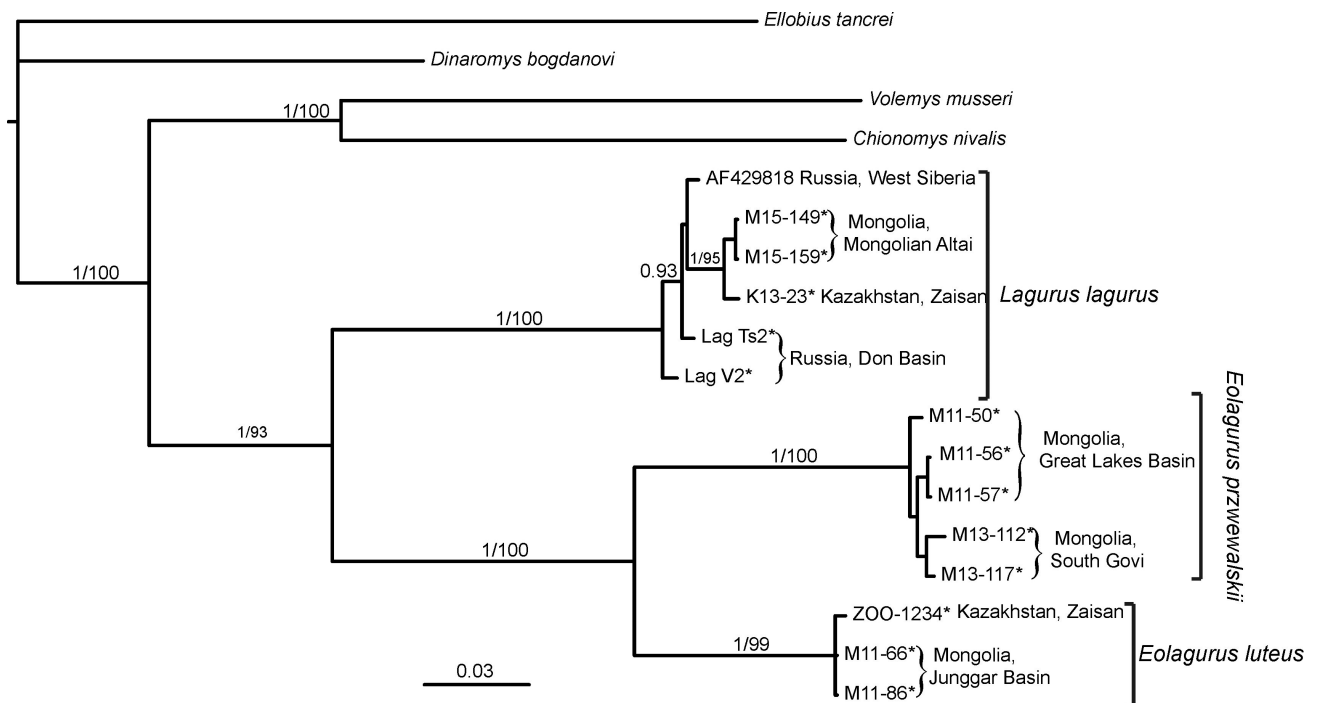 Ellobius tancrei
Dinaromys bogdanovi
Volemys musseri
1/100
Chionomys nivalis
AF429818 Russia, West Siberia
M15-149*
Mongolia,
Mongolian Altai
M15-159*
1/95
0.93
1/100
K13-23* Kazakhstan, Zaisan
Lagurus lagurus
1/100
Lag Ts2*
Russia, Don Basin
Lag V2*
Eolagurus przwewalskii
M11-50*
Mongolia,
Great Lakes Basin
1/93
M11-56*
1/100
M11-57*
M13-112*
Mongolia,
South Govi
1/100
M13-117*
ZOO-1234* Kazakhstan, Zaisan
1/99
M11-66*
Mongolia,
Junggar Basin
Eolagurus luteus
0.03
M11-86*